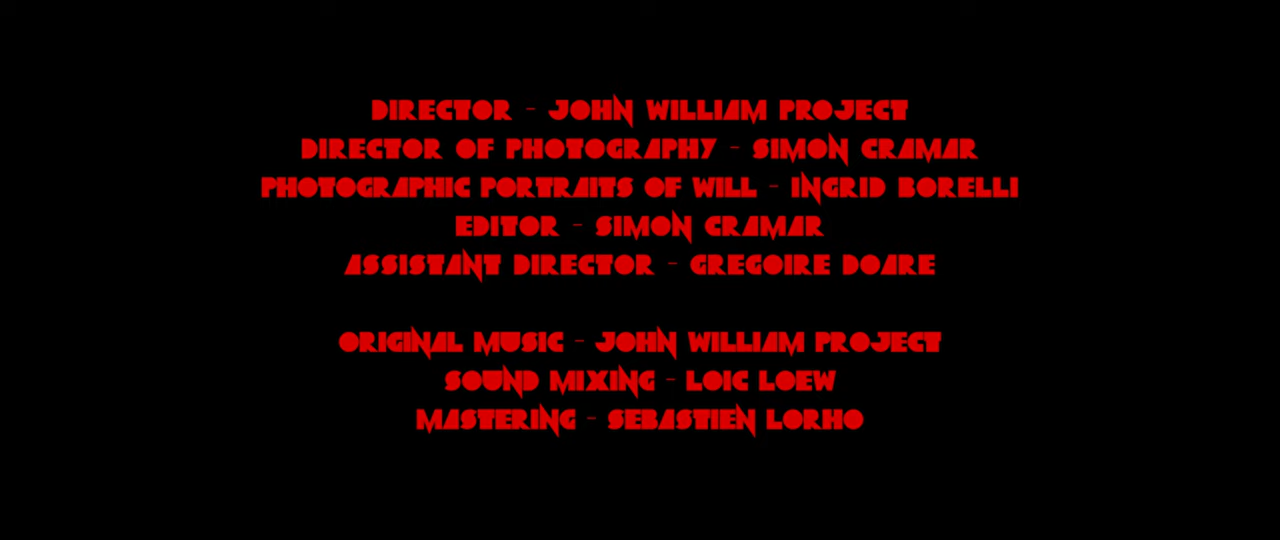 DIRECTOR - JOHN WILLIAM PROJECT
DIRECTOR OF PHOTOGRAPHY - SIMON CRAMAR
PHOTOGRAPHIC PORTRAITS OF WILL - INGRID BORELLI
EDITOR - SIMON CRAMAR
ASSISTANT DIRECTOR - GREGOIRE DOARE
ORIGINAL MUSIC - JOHN WILLIAM PROJECT
SOUND MIXING - LOIC LOEW
MASTERING - SEBASTIEN LORHO